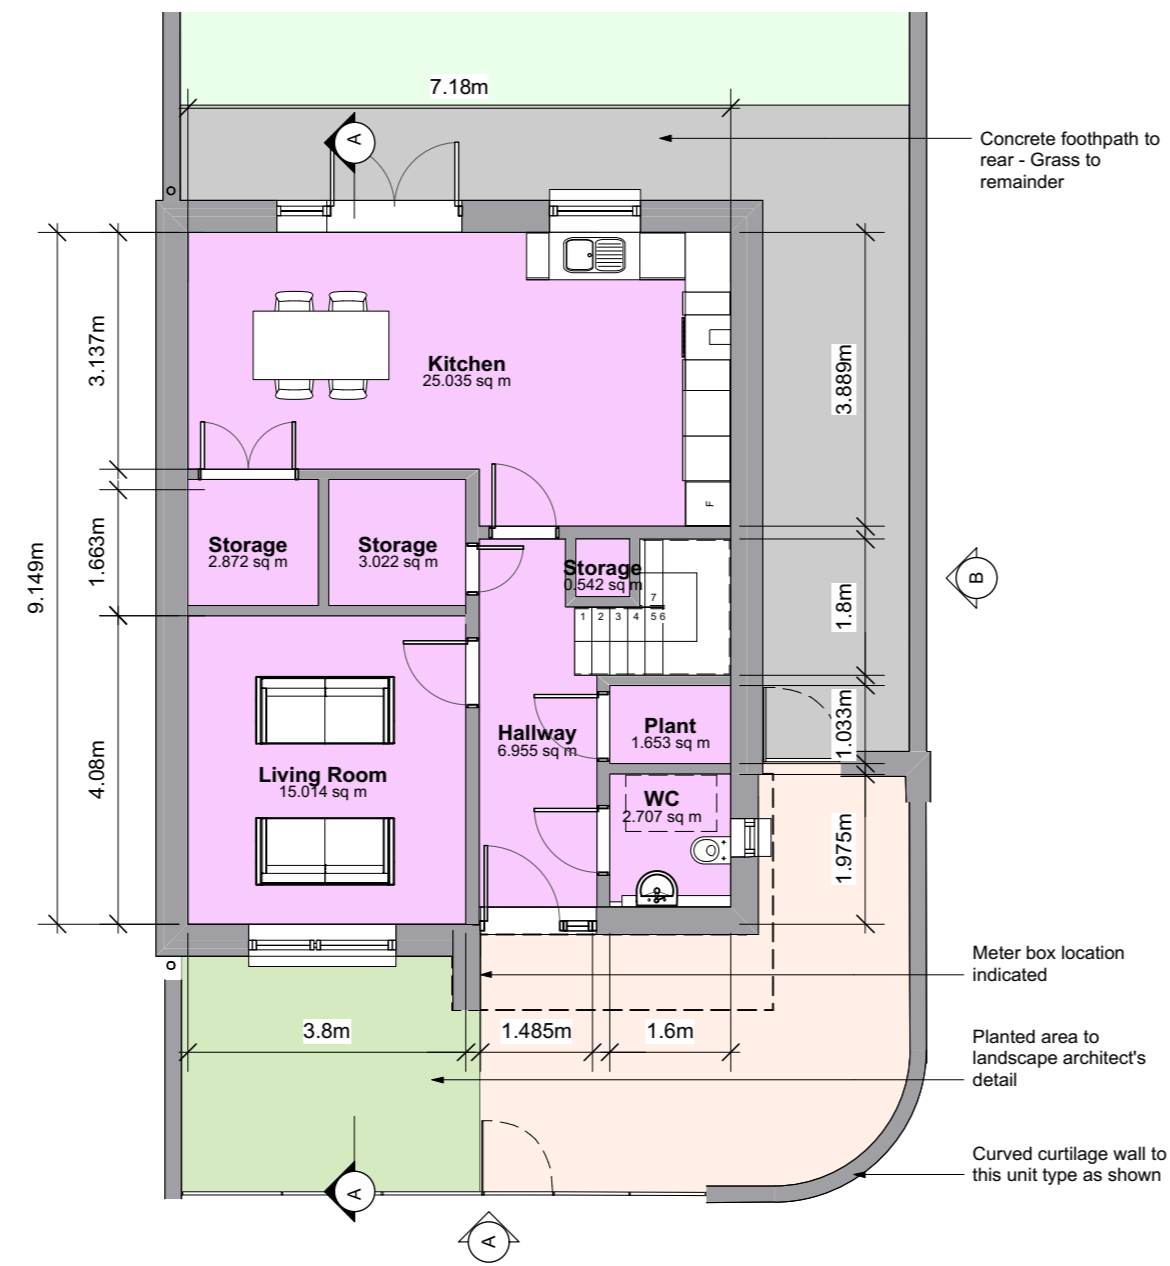 7.18m
A
Concrete foothpath to
rear - Grass to
remainder
3.137m
3.889m
Kitchen
25.035 sq m
F
9.149m
1.663m
Storage
2.872 sq m
Storage
3.022 sq m
Storage
0.542 sq m
B
1.8m
7
1 2 3 4 5 6
4.08m
Hallway
6.955 sq m
Plant
1.653 sq m
1.033m
Living Room
15.014 sq m
WC
2.707 sq m
1.975m
Meter box location
indicated
3.8m
1.485m
1.6m
Planted area to
landscape architect's
detail
Curved curtilage wall to
this unit type as shown
A
A